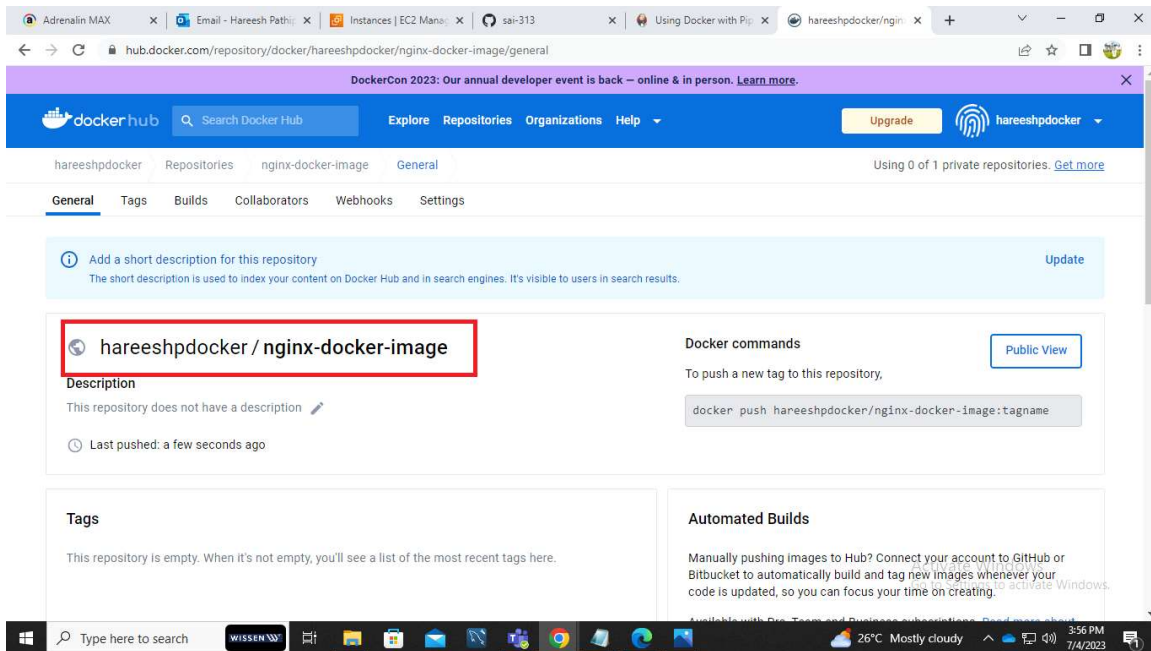 Adrenalin MAX
Email - Hareesh Pathip
Instances | EC2 Manag
sai-313
Using Docker with Pip
hareeshpdocker/nginx
hub.docker.com/repository/docker/hareeshpdocker/nginx-docker-image/general
DockerCon 2023: Our annual developer event is back — online & in person. Learn more.
dockerhub
Search Docker Hub
Explore Repositories Organizations Help
Upgrade
hareeshpdocker
hareeshpdocker Repositories nginx-docker-image General
Using 0 of 1 private repositories. Get more
General Tags Builds Collaborators Webhooks Settings
Add a short description for this repository
Update
The short description is used to index your content on Docker Hub and in search engines. It's visible to users in search results.
hareeshpdocker / nginx-docker-image
Description
This repository does not have a description
Last pushed: a few seconds ago
Docker commands
Public View
To push a new tag to this repository,
docker push hareeshpdocker/nginx-docker-image:tagname
Tags
This repository is empty. When it's not empty, you'll see a list of the most recent tags here.
Automated Builds
Manually pushing images to Hub? Connect your account to GitHub or
Bitbucket to automatically build and tag new images whenever your
code is updated, so you can focus your time on creating.
Activate Windows
Go to Settings to activate Windows.
Type here to search
WISSEN
26°C Mostly cloudy
3:56 PM
7/4/2023